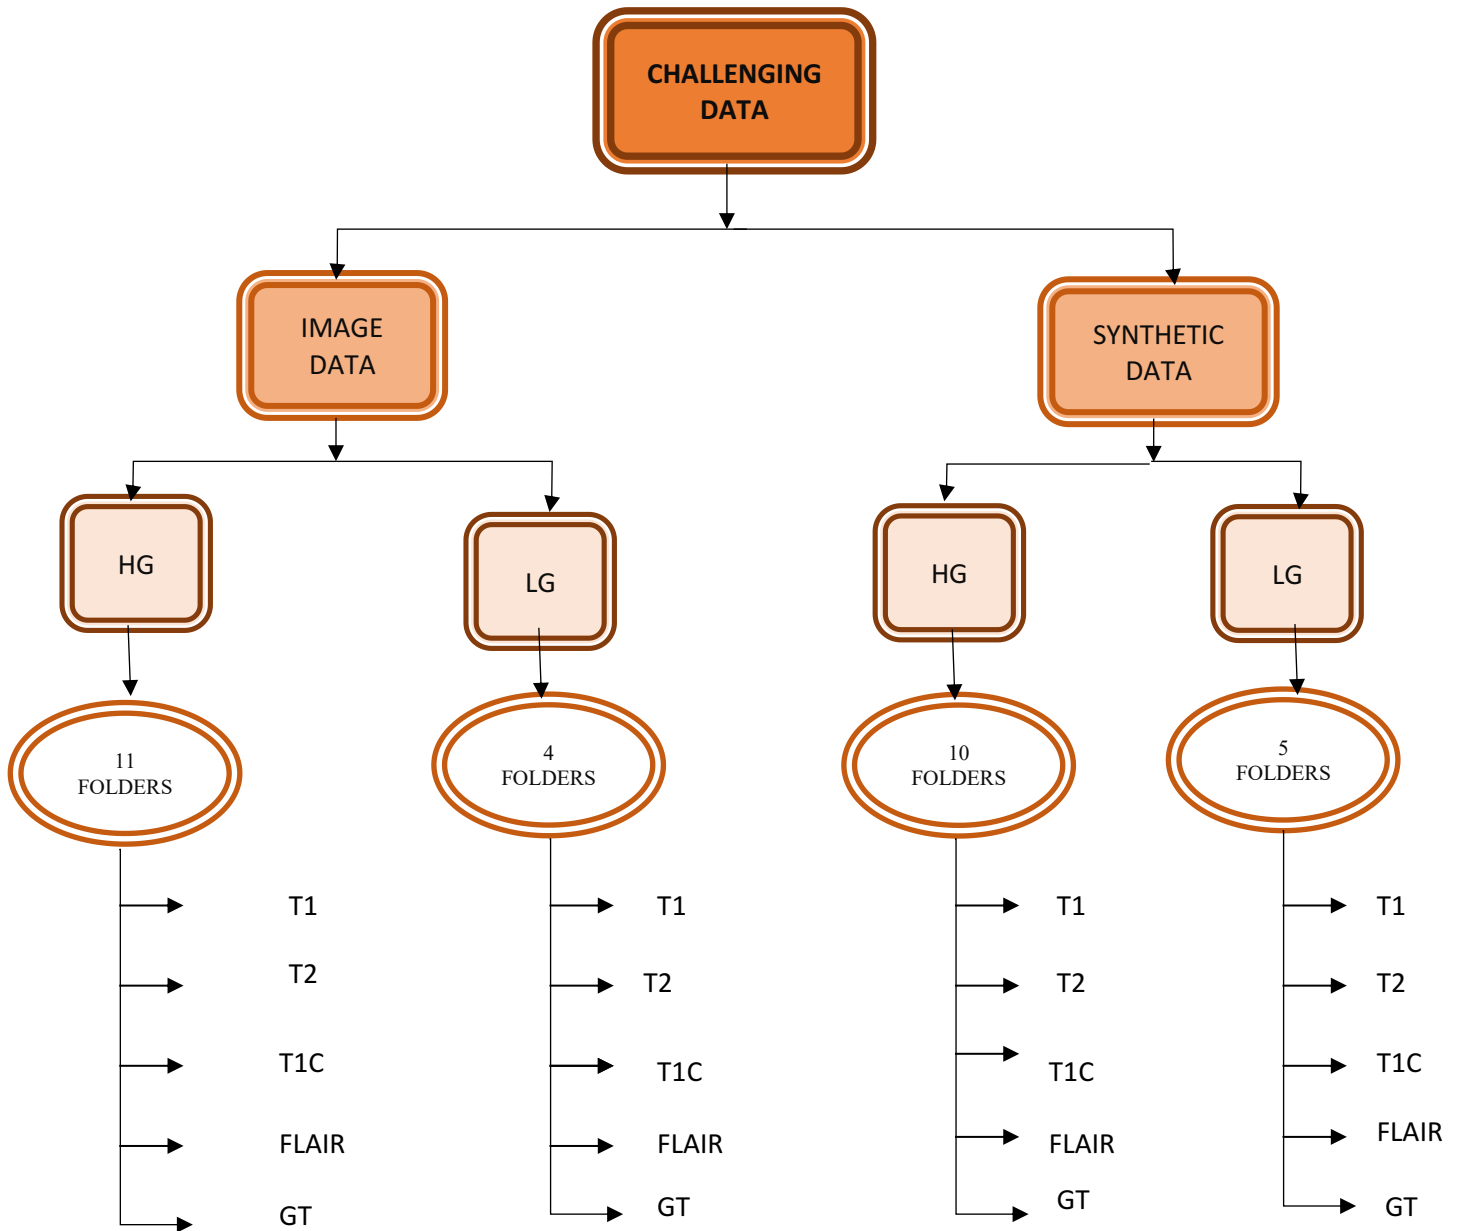 CHALLENGING
DATA
IMAGE
DATA
SYNTHETIC
DATA
HG
LG
HG
LG
11
FOLDERS
4
FOLDERS
10
FOLDERS
5
FOLDERS
T1
T2
T1C
FLAIR
GT
T1
T2
T1C
FLAIR
GT
T1
T2
T1C
FLAIR
GT
T1
T2
T1C
FLAIR
GT